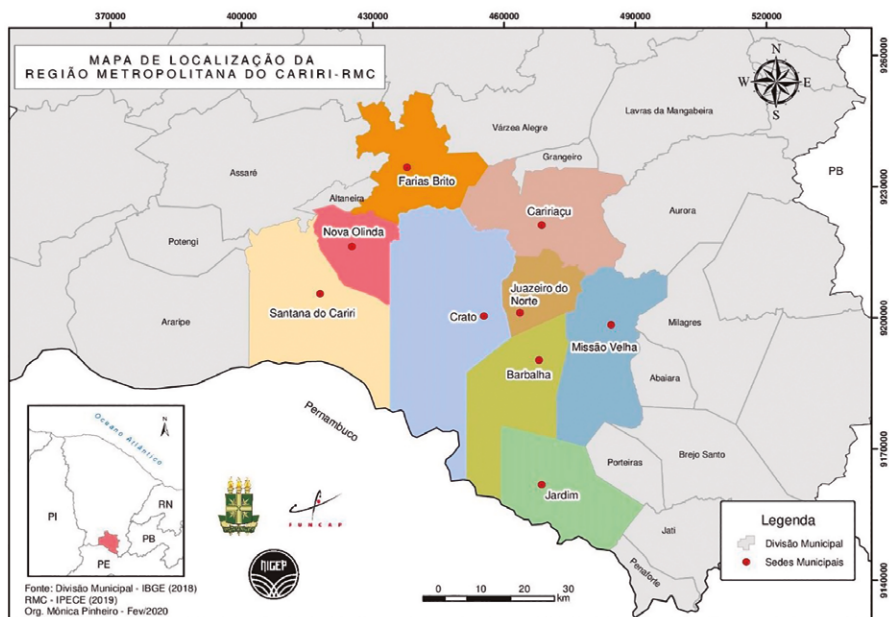 370000 400000 430000 460000 490000 520000
MAPA DE LOCALIZAÇÃO DA
REGIÃO METROPOLITANA DO CARIRI-RMC
N
W E
S
9260000
9230000
9200000
9170000
9140000
Lavras da Mangabeira
Várzea Alegre
Grangeiro
PB
Assaré
Farias Brito
Altaneira
Caririaçu
Aurora
Nova Olinda
Potengi
Juazeiro do
Norte
Santana do Cariri
Crato
Araripe
Milagres
Missão Velha
Barbalha
Abaiara
Pernambuco
Porteiras
Brejo Santo
Jardim
Jati
Penaforte
Oceano Atlântico
N
PI
RN
PB
PE
FUNCAP
NIGEP
Legenda
Divisão Municipal
Sedes Municipais
0 10 20 30
km
Fonte: Divisão Municipal - IBGE (2018)
RMC - IPECE (2019)
Org. Mônica Pinheiro - Fev/2020